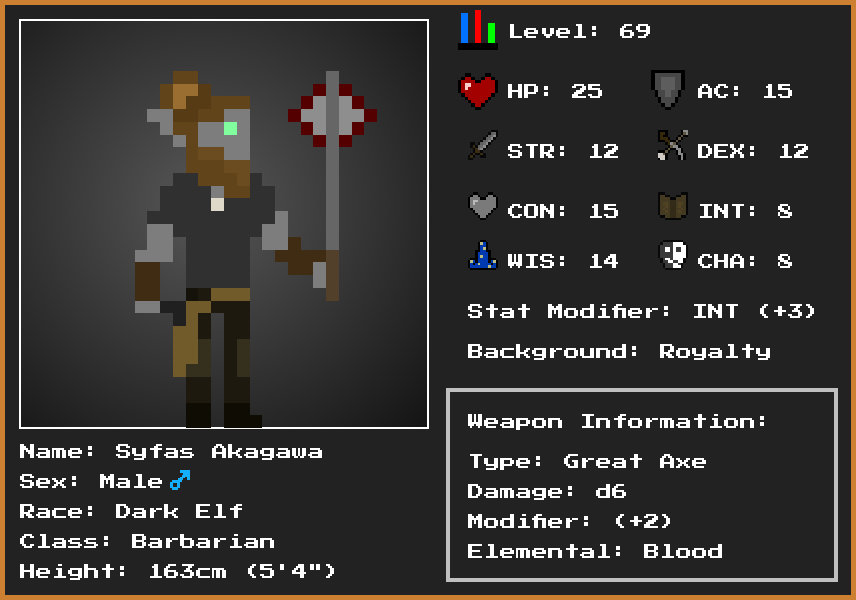 Level: 69
HP: 25
AC: 15
STR: 12
DEX: 12
CON: 15
INT: 8
WIS: 14
CHA: 8
Stat Modifier: INT (+3)
Background: Royalty
Weapon Information:
Type: Great Axe
Damage: d6
Modifier: (+2)
Elemental: Blood
Name: Syfas Akagawa
Sex: Male♂
Race: Dark Elf
Class: Barbarian
Height: 163cm (5'4")